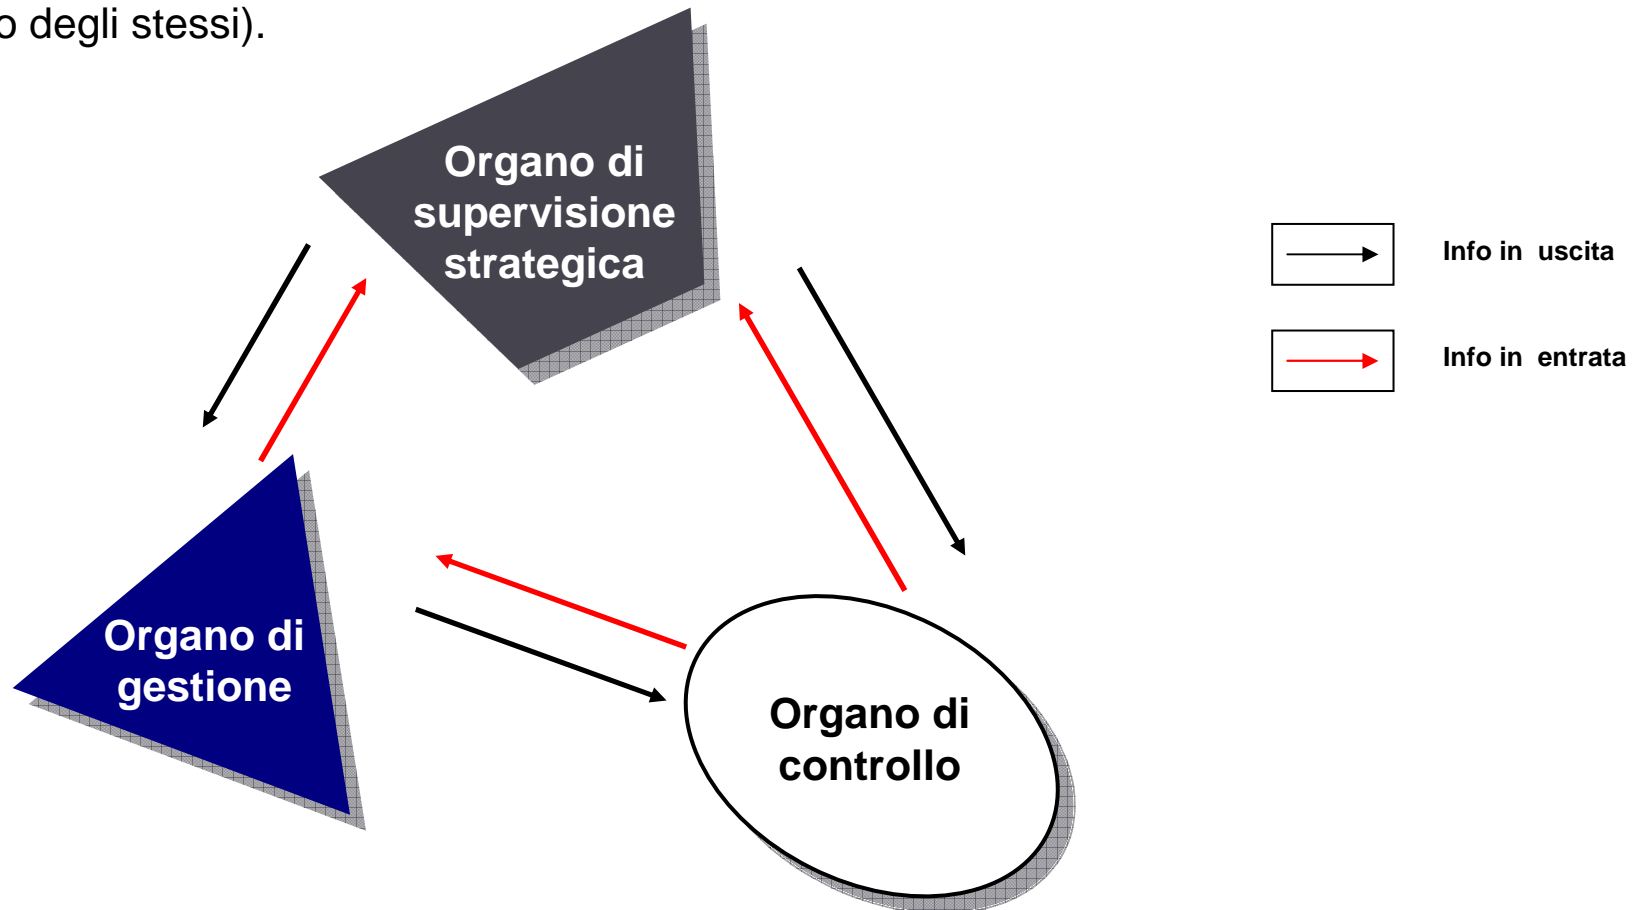 o degli stessi).
Organo di
supervisione
strategica
Info in uscita
Info in entrata
Organo di
gestione
Organo di
controllo